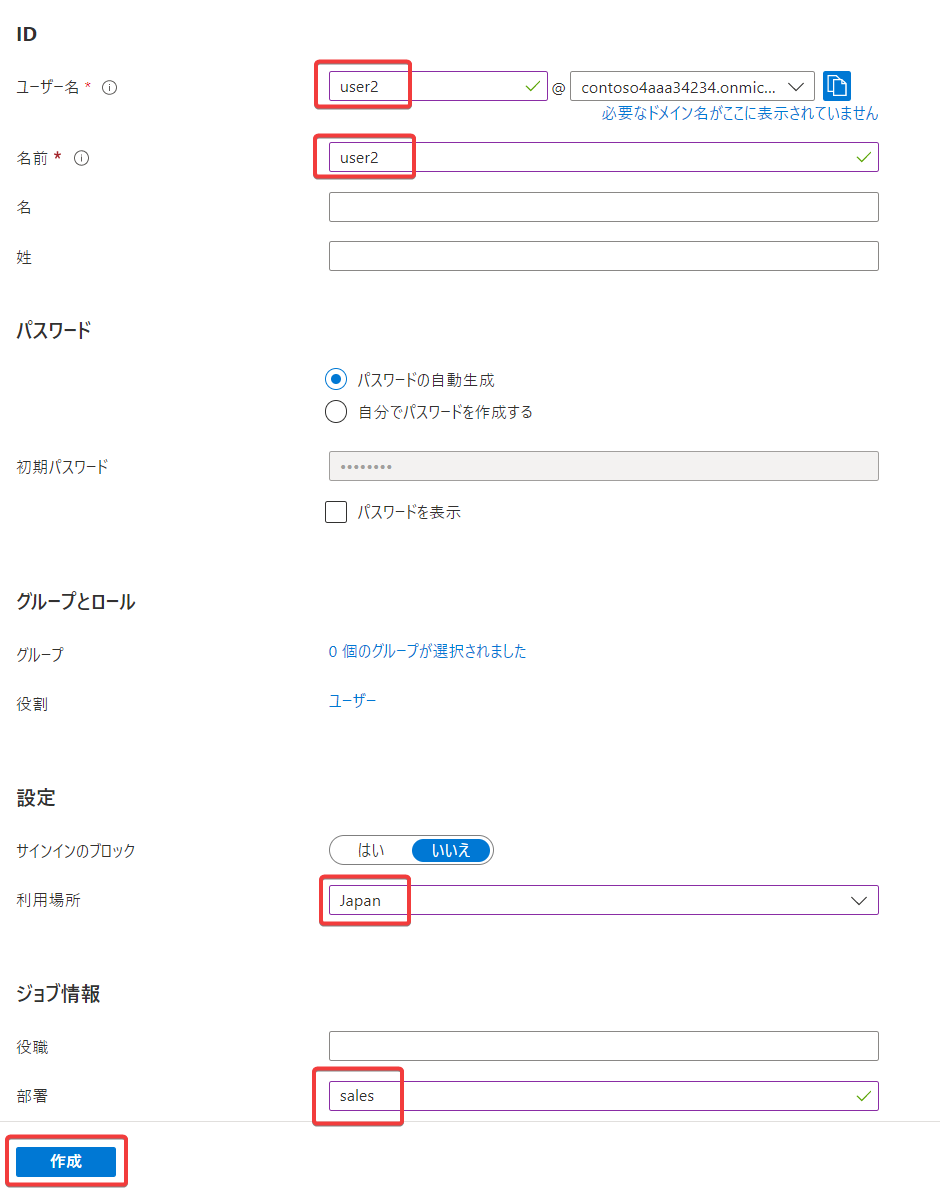 ID
ユーザー名 * user2 @ contoso4aaa34234.onmic...
必要なドメイン名がここに表示されていません
名前 * user2
名
姓
パスワード
パスワードの自動生成
自分でパスワードを作成する
初期パスワード ••••••••
パスワードを表示
グループとロール
グループ 0 個のグループが選択されました
役割 ユーザー
設定
サインインのブロック はい いいえ
利用場所 Japan
ジョブ情報
役職
部署 sales
作成